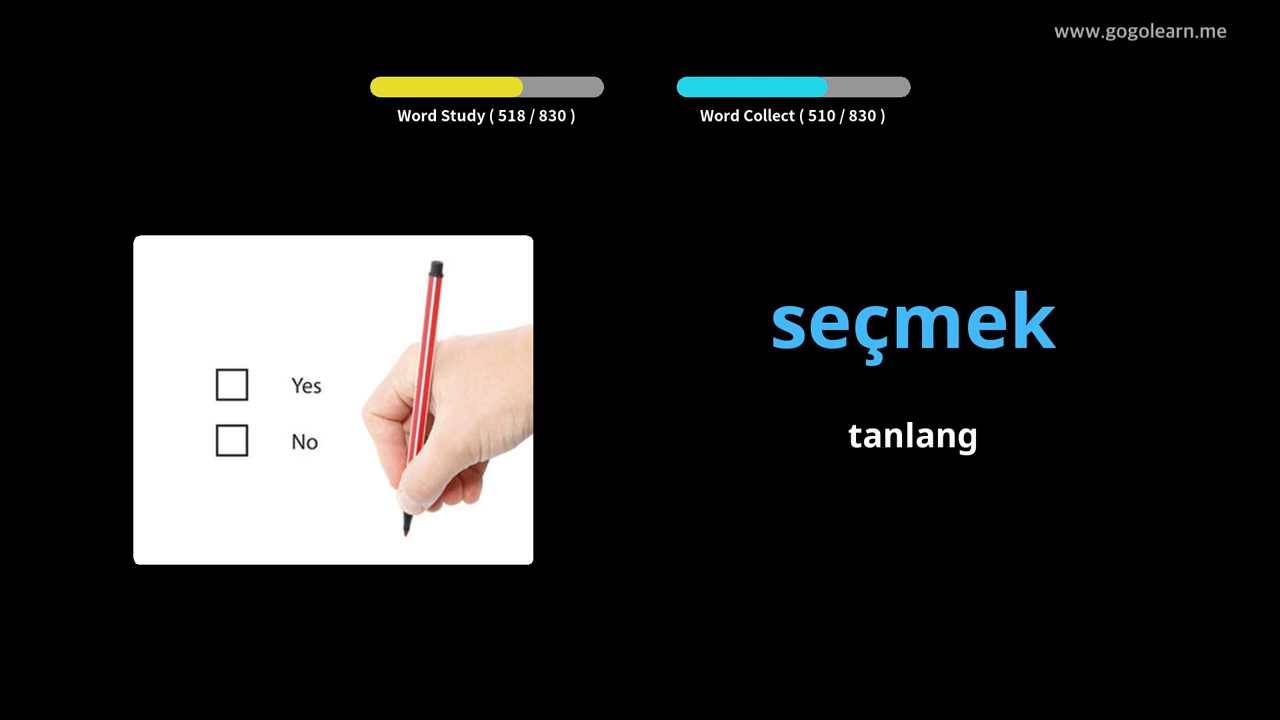 www.gogolearn.me
Word Study ( 518 / 830 )
Word Collect ( 510 / 830 )
Yes
No
seçmek
tanlang